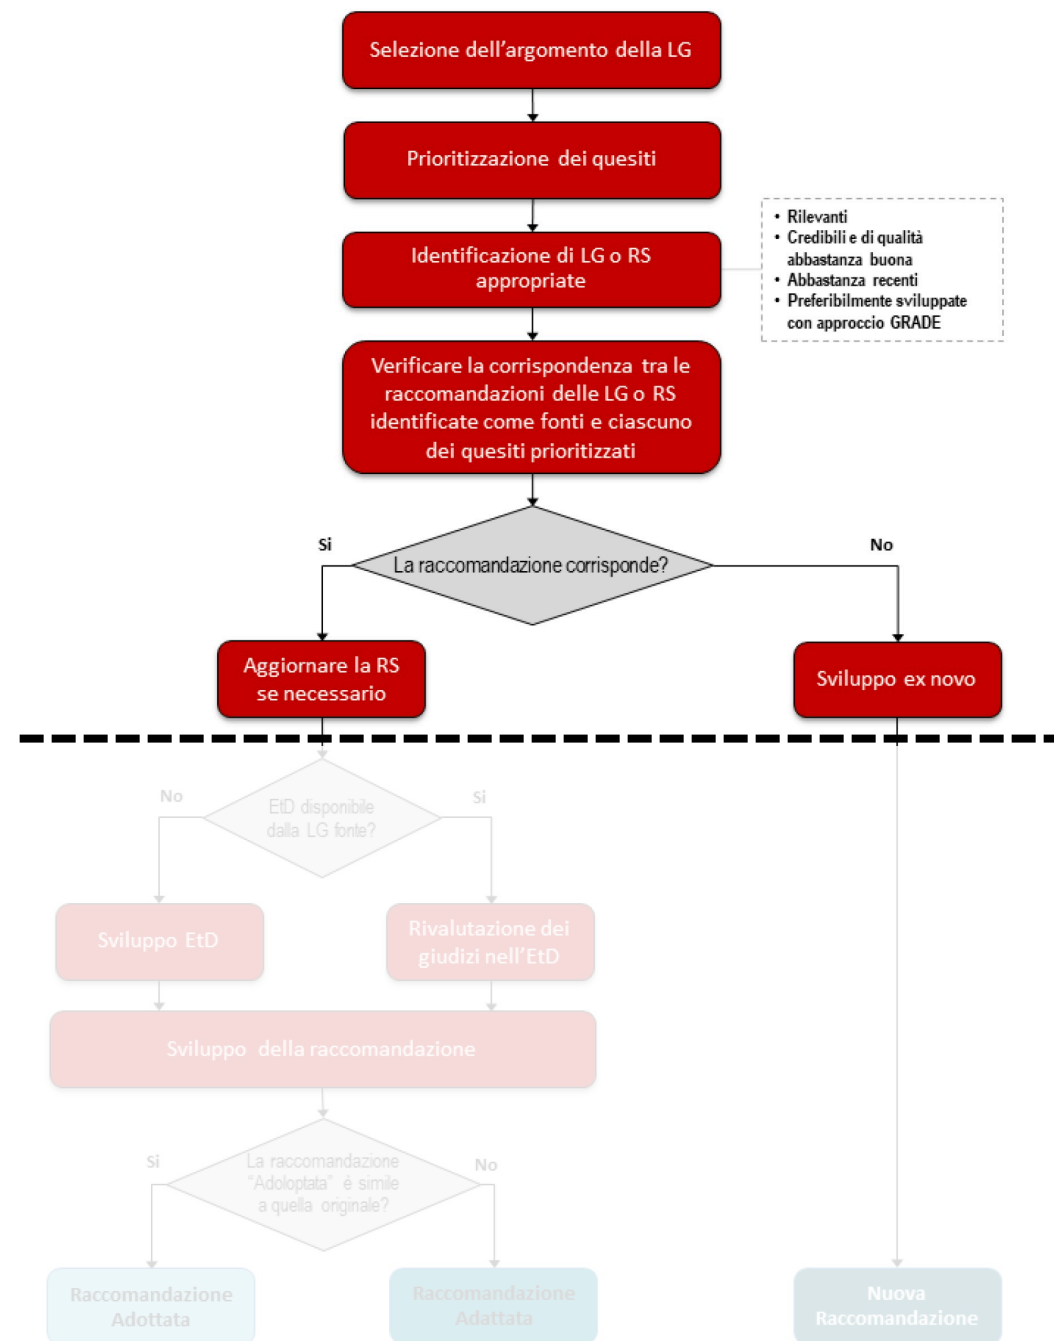 Selezione dell'argomento della LG
Prioritizzazione dei quesiti
Identificazione di LG o RS
appropriate
• Rilevanti
• Credibili e di qualità
abbastanza buona
• Abbastanza recenti
• Preferibilmente sviluppate
con approccio GRADE
Verificare la corrispondenza tra le
raccomandazioni delle LG o RS
identificate come fonti e ciascuno
dei quesiti prioritizzati
Si
No
La raccomandazione corrisponde?
Aggiornare la RS
se necessario
Sviluppo ex novo
No
Si
EtD disponibile
dalla LG fonte?
Sviluppo EtD
Rivalutazione dei
giudizi nell'EtD
Sviluppo della raccomandazione
Si
No
La raccomandazione
“Adoloptata” è simile
a quella originale?
Raccomandazione
Adottata
Raccomandazione
Adattata
Nuova
Raccomandazione